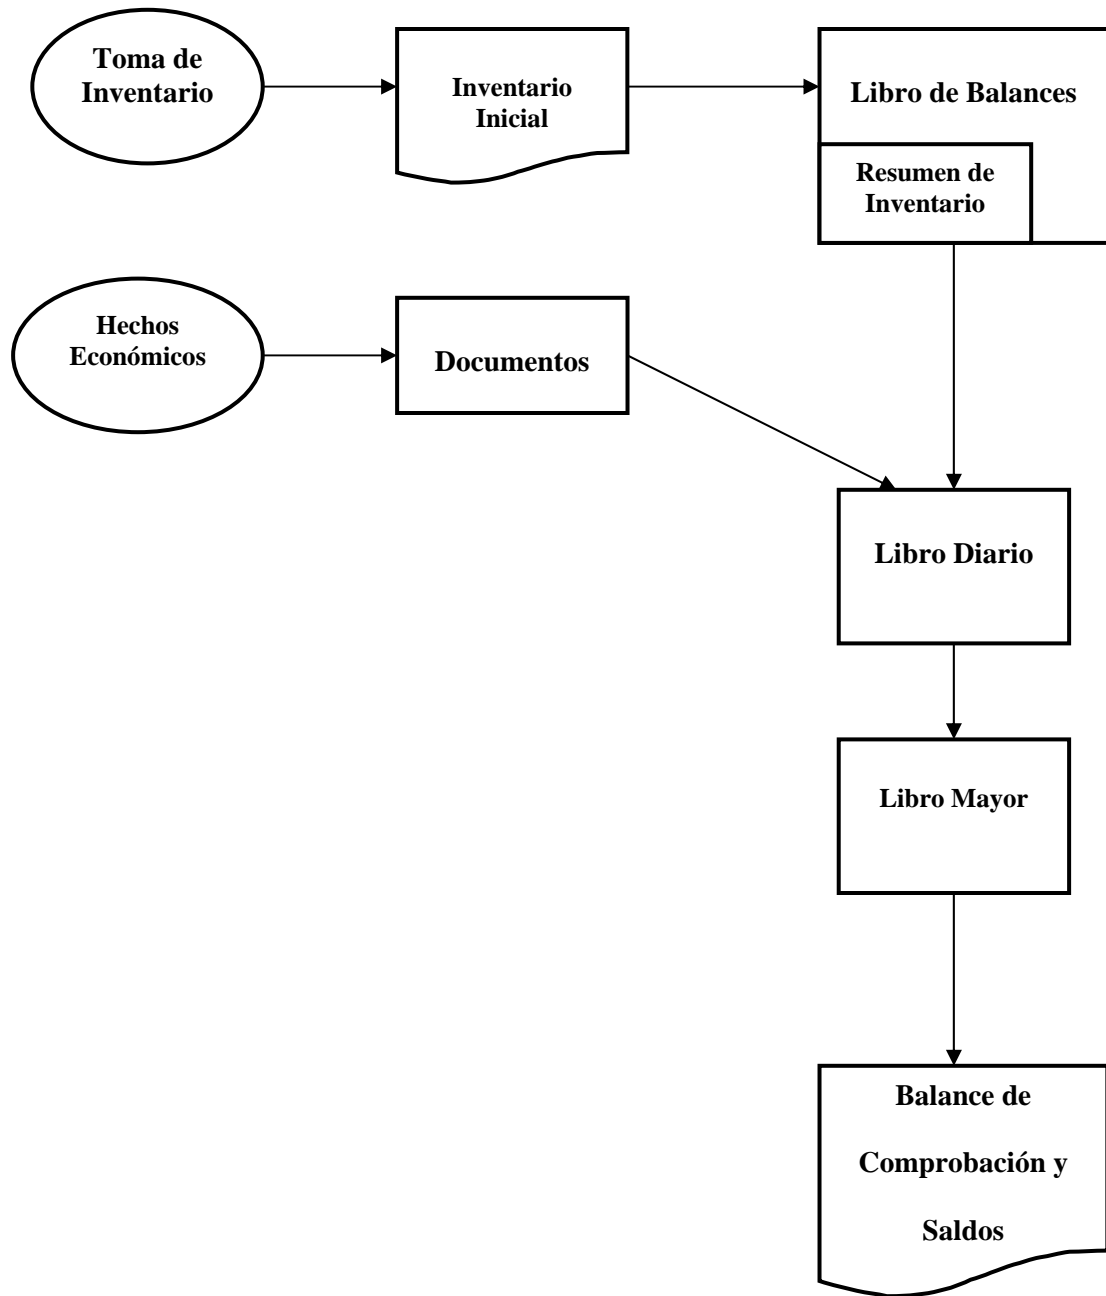 Toma de
Inventario
Inventario
Inicial
Libro de Balances
Resumen de
Inventario
Hechos
Económicos
Documentos
Libro Diario
Libro Mayor
Balance de
Comprobación y
Saldos